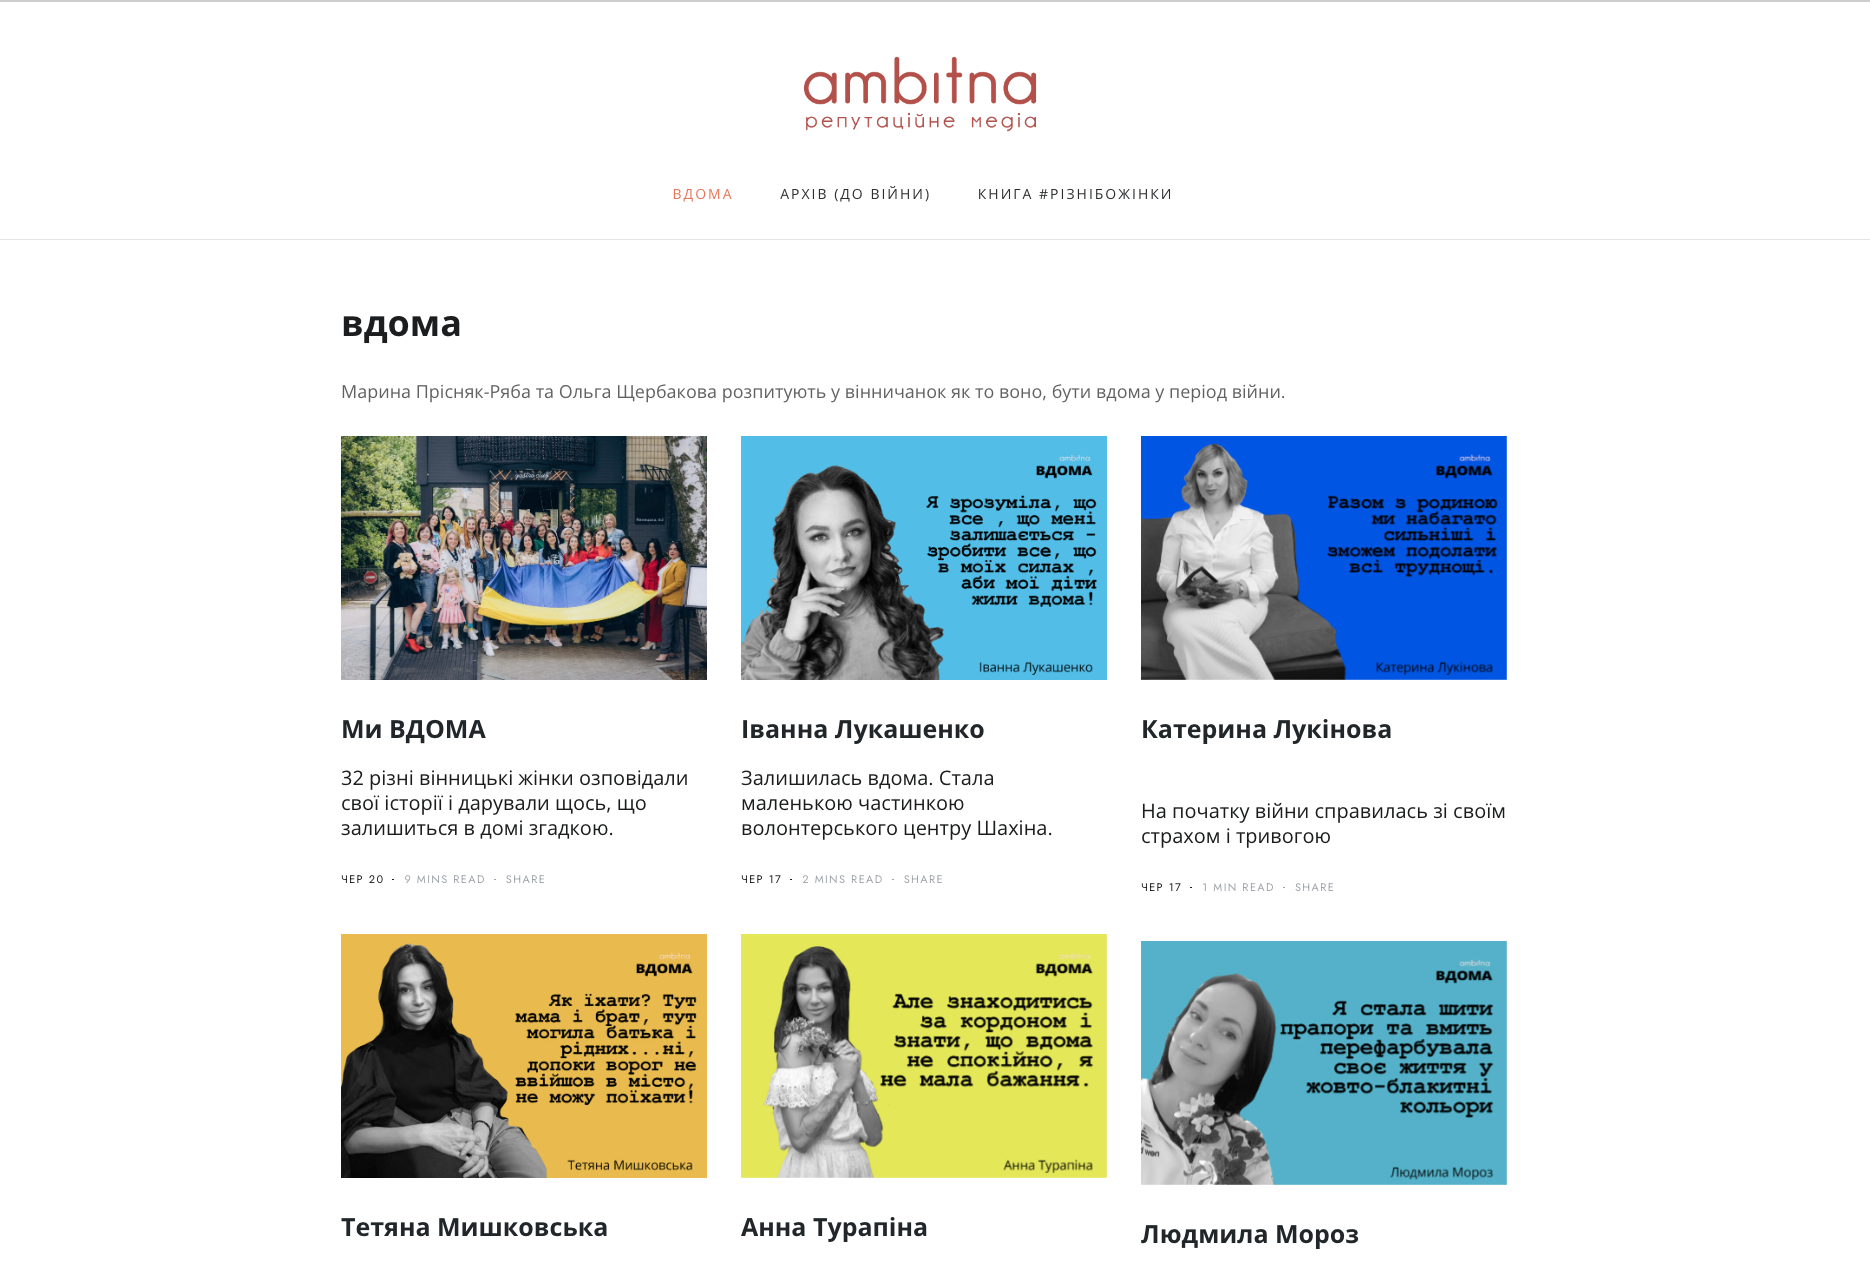 ambitna
репутаційне медіа
ВДОМА
АРХІВ (ДО ВІЙНИ)
КНИГА #РІЗНІБОЖІНКИ
вдома
Марина Прісняк-Ряба та Ольга Щербакова розпитують у вінничанок як то воно, бути вдома у період війни.
ambitna
ВДОМА
Я зрозуміла, що
все , що мені
залишається -
зробити все, що
в моїх силах ,
аби мої діти
жили вдома!
Іванна Лукашенко
ambitna
ВДОМА
Разом з родиною
ми набагато
сильніші і
зможем подолати
всі труднощі.
Катерина Лукінова
Ми ВДОМА
32 різні вінницькі жінки озповідали
свої історії і дарували щось, що
залишиться в домі згадкою.
ЧЕР 20 · 9 MINS READ · SHARE
Іванна Лукашенко
Залишилась вдома. Стала
маленькою частинкою
волонтерського центру Шахіна.
ЧЕР 17 · 2 MINS READ · SHARE
Катерина Лукінова
На початку війни справилась зі своїм
страхом і тривогою
ЧЕР 17 · 1 MIN READ · SHARE
ambitna
ВДОМА
Як їхати? Тут
мама і брат, тут
могила батька і
рідних...ні,
допоки ворог не
ввійшов в місто,
не можу поїхати!
Тетяна Мишковська
ВДОМА
Але знаходитись
за кордоном і
знати, що вдома
не спокійно, я
не мала бажання.
Анна Турапіна
ambitna
ВДОМА
Я стала шити
прапори та вмить
перефарбувала
своє життя у
жовто-блакитні
кольори
Людмила Мороз
Тетяна Мишковська
Анна Турапіна
Людмила Мороз